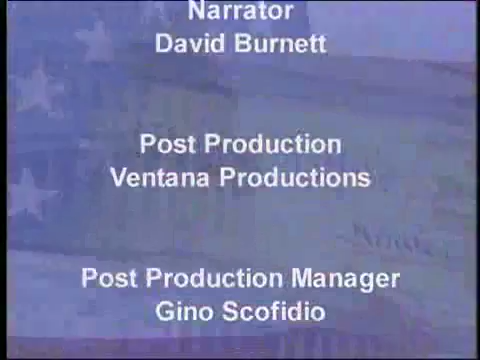 Narrator
David Burnett
Post Production
Ventana Productions
Post Production Manager
Gino Scofidio